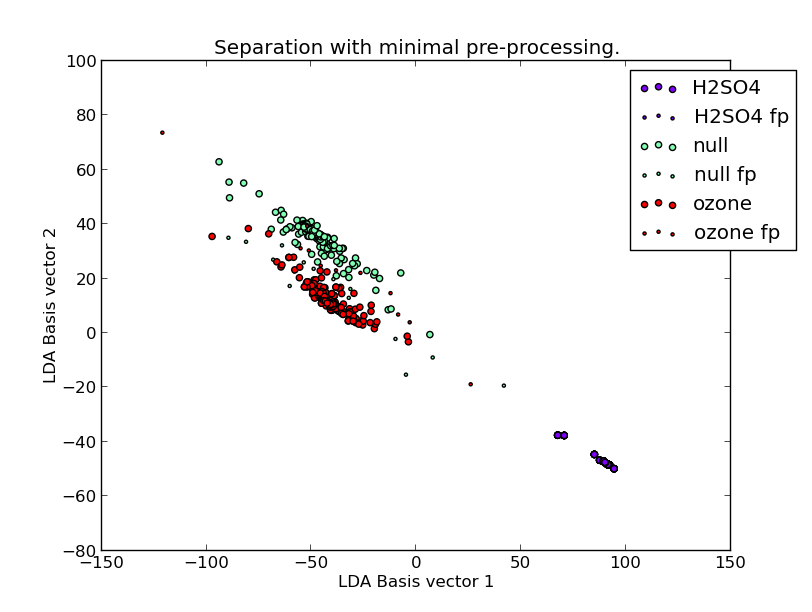 Separation with minimal pre-processing.
100
80
60
40
20
0
−20
−40
−60
−80
LDA Basis vector 2
−150
−100
−50
0
50
100
150
LDA Basis vector 1
H2SO4
H2SO4 fp
null
null fp
ozone
ozone fp